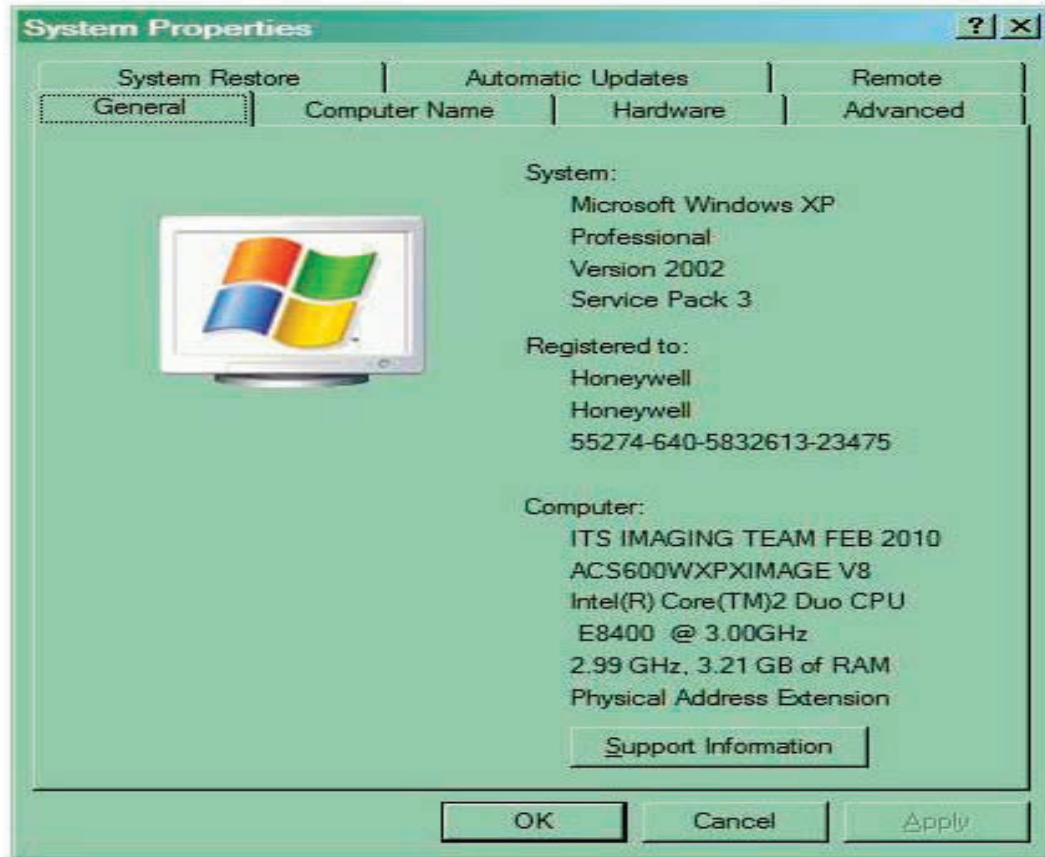 System Properties
? ×
System Restore Automatic Updates Remote
General Computer Name Hardware Advanced
System:
Microsoft Windows XP
Professional
Version 2002
Service Pack 3
Registered to:
Honeywell
Honeywell
55274-640-5832613-23475
Computer:
ITS IMAGING TEAM FEB 2010
ACS600WXPXIMAGE V8
Intel(R) Core(TM)2 Duo CPU
E8400 @ 3.00GHz
2.99 GHz, 3.21 GB of RAM
Physical Address Extension
Support Information
OK Cancel Apply